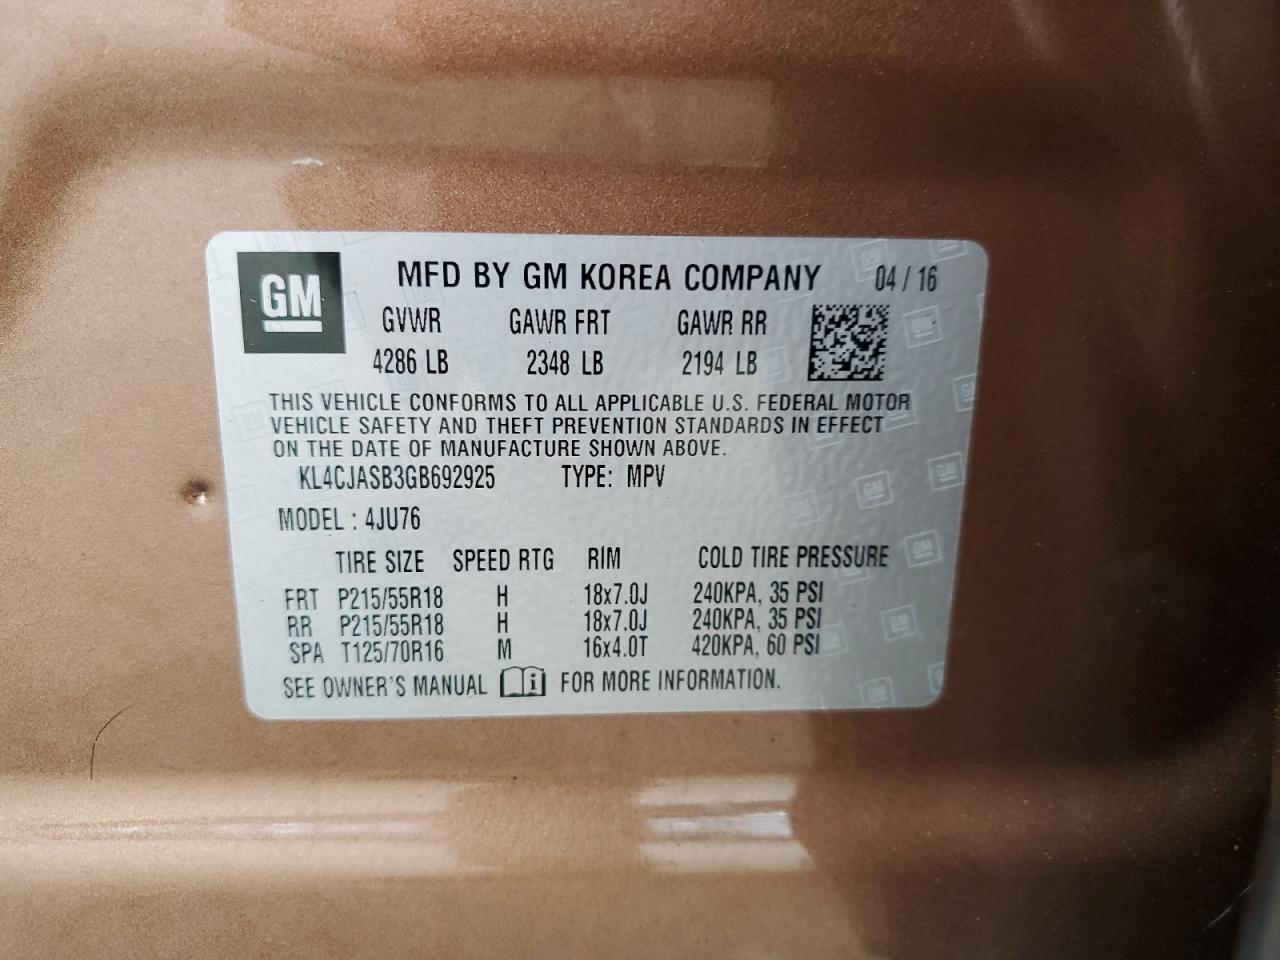 GM
MFD BY GM KOREA COMPANY 04 / 16
GVWR GAWR FRT GAWR RR
4286 LB 2348 LB 2194 LB
THIS VEHICLE CONFORMS TO ALL APPLICABLE U.S. FEDERAL MOTOR
VEHICLE SAFETY AND THEFT PREVENTION STANDARDS IN EFFECT
ON THE DATE OF MANUFACTURE SHOWN ABOVE.
KL4CJASB3GB692925 TYPE: MPV
MODEL : 4JU76
TIRE SIZE SPEED RTG RIM COLD TIRE PRESSURE
FRT P215/55R18 H 18x7.0J 240KPA, 35 PSI
RR P215/55R18 H 18x7.0J 240KPA, 35 PSI
SPA T125/70R16 M 16x4.0T 420KPA, 60 PSI
SEE OWNER'S MANUAL i FOR MORE INFORMATION.